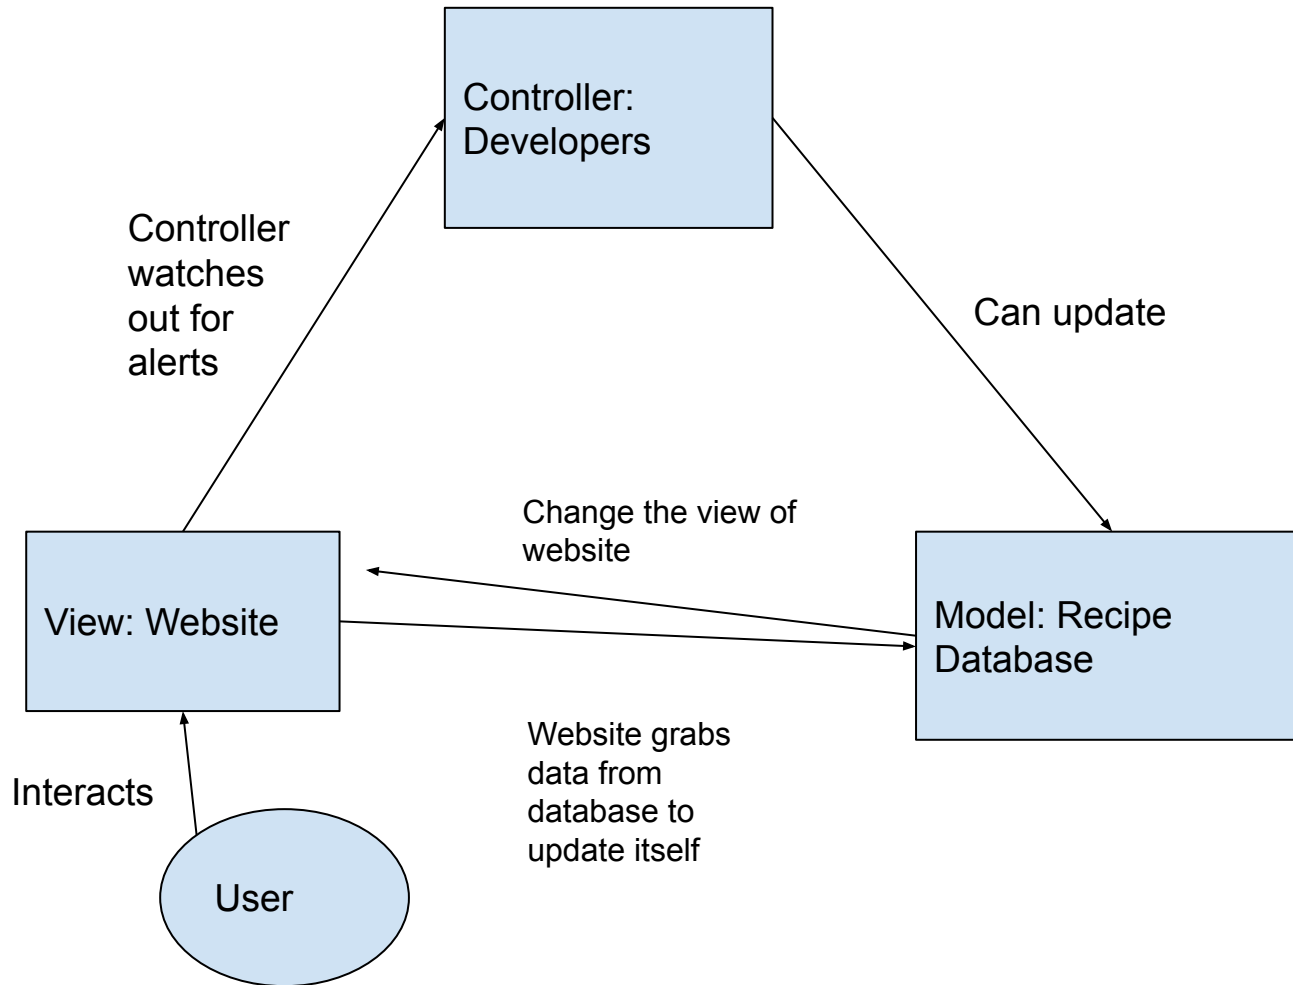 Controller:
Developers
Controller
watches
out for
alerts
Can update
Change the view of
website
View: Website
Model: Recipe
Database
Website grabs
data from
database to
update itself
Interacts
User